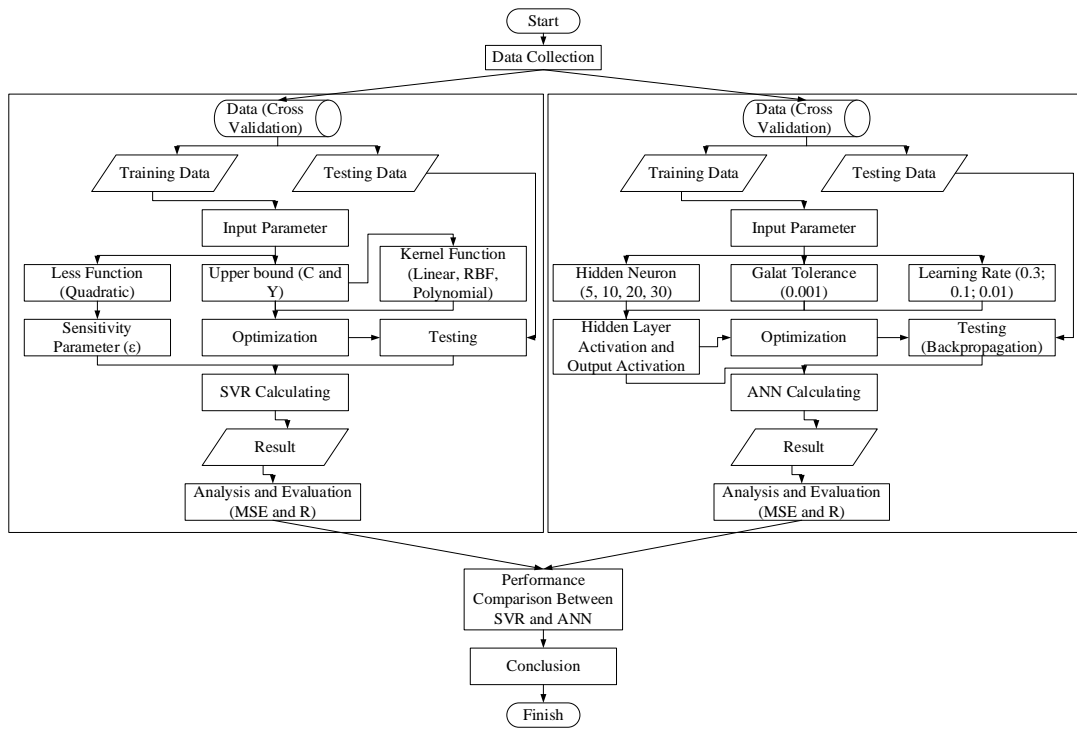 Start
Data Collection
Data (Cross
Validation)
Training Data
Testing Data
Input Parameter
Less Function
(Quadratic)
Upper bound (C and
Y)
Kernel Function
(Linear, RBF,
Polynomial)
Sensitivity
Parameter (ε)
Optimization
Testing
SVR Calculating
Result
Analysis and Evaluation
(MSE and R)
Data (Cross
Validation)
Training Data
Testing Data
Input Parameter
Hidden Neuron
(5, 10, 20, 30)
Galat Tolerance
(0.001)
Learning Rate (0.3;
0.1; 0.01)
Hidden Layer
Activation and
Output Activation
Optimization
Testing
(Backpropagation)
ANN Calculating
Result
Analysis and Evaluation
(MSE and R)
Performance
Comparison Between
SVR and ANN
Conclusion
Finish